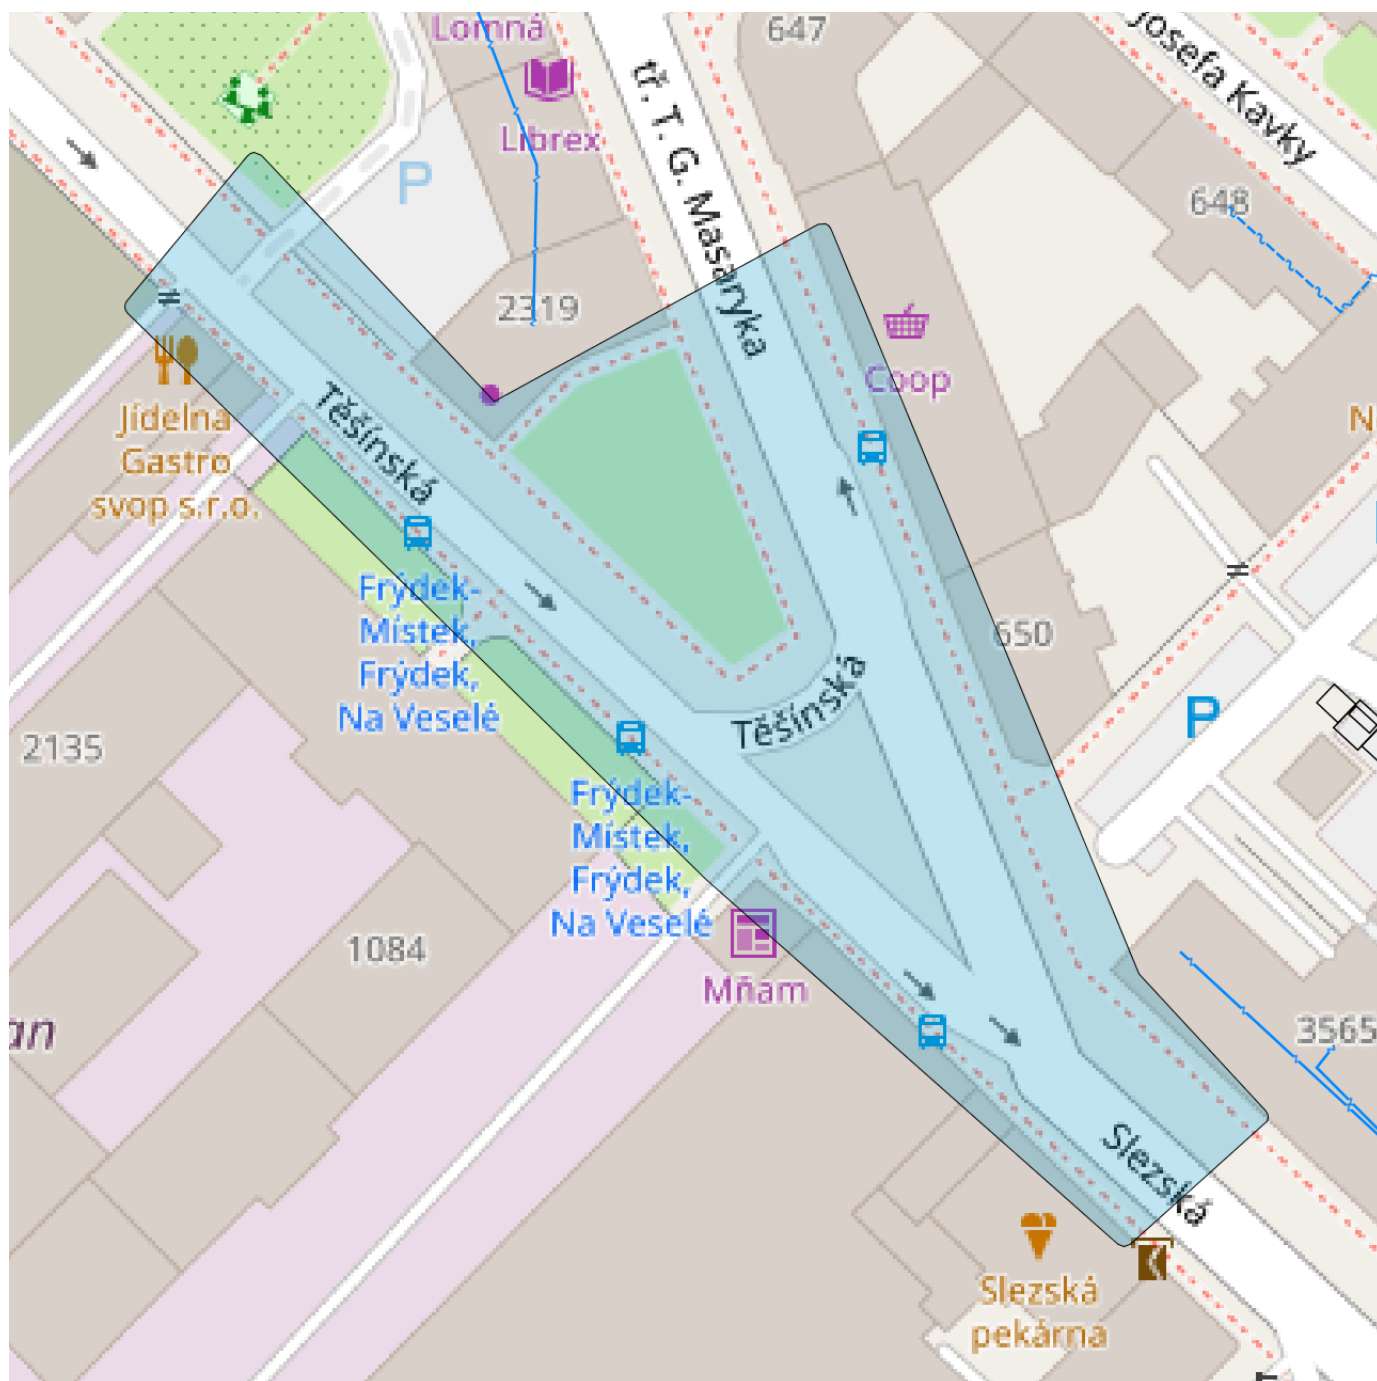 Lomná
647
Josefa Kavky
Librex
tř. T. G. Masaryka
P
648
2319
Coop
Jídelna
Gastro
svop s.r.o.
Těšínská
Frýdek-
Místek,
Frýdek,
Na Veselé
650
Těšínská
P
2135
Frýdek-
Místek,
Frýdek,
Na Veselé
1084
Mňam
3565
Slezská
Slezská
pekárna